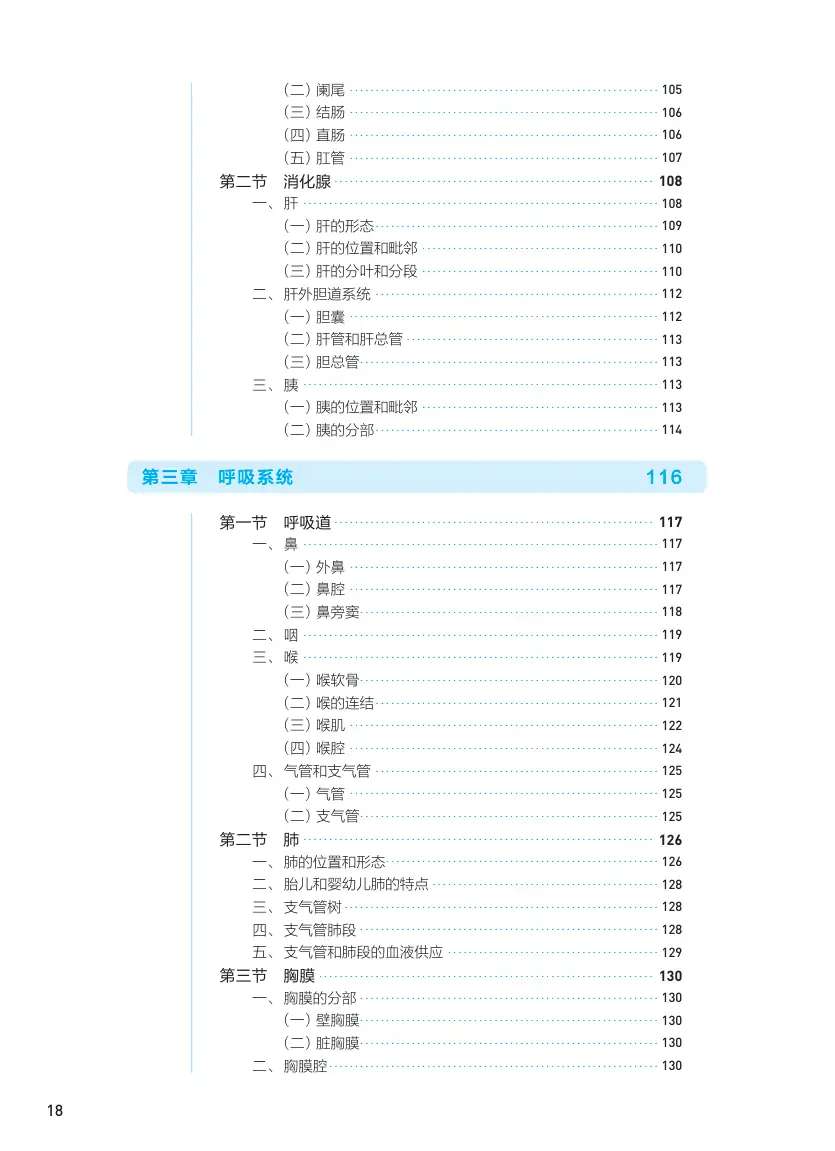 (二) 阑尾 105
(三) 结肠 106
(四) 直肠 106
(五) 肛管 107
第二节 消化腺 108
一、肝 108
(一) 肝的形态 109
(二) 肝的位置和毗邻 110
(三) 肝的分叶和分段 110
二、肝外胆道系统 112
(一) 胆囊 112
(二) 肝管和肝总管 113
(三) 胆总管 113
三、胰 113
(一) 胰的位置和毗邻 113
(二) 胰的分部 114
第三章 呼吸系统 116
第一节 呼吸道 117
一、鼻 117
(一) 外鼻 117
(二) 鼻腔 117
(三) 鼻旁窦 118
二、咽 119
三、喉 119
(一) 喉软骨 120
(二) 喉的连结 121
(三) 喉肌 122
(四) 喉腔 124
四、气管和支气管 125
(一) 气管 125
(二) 支气管 125
第二节 肺 126
一、肺的位置和形态 126
二、胎儿和婴幼儿肺的特点 128
三、支气管树 128
四、支气管肺段 128
五、支气管和肺段的血液供应 129
第三节 胸膜 130
一、胸膜的分部 130
(一) 壁胸膜 130
(二) 脏胸膜 130
二、胸膜腔 130
18